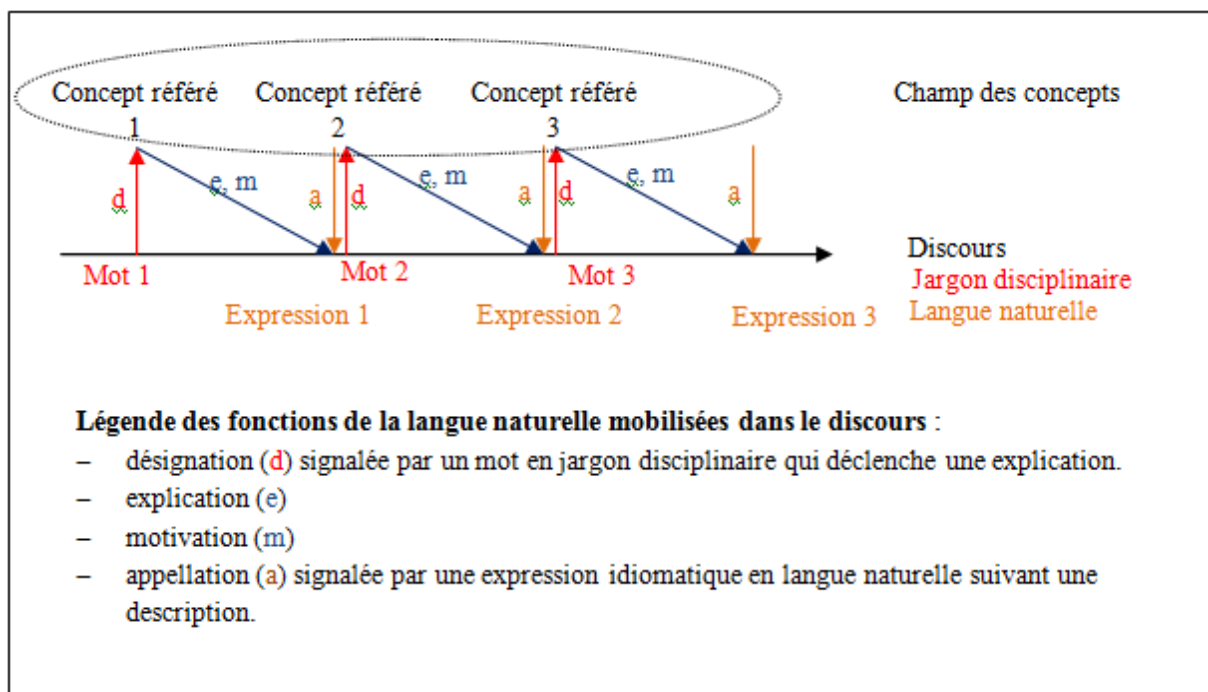 Concept référé Concept référé Concept référé Champ des concepts
1 2 3
e, m e, m e, m
d a d a d a
Discours
Mot 1 Mot 2 Mot 3 Jargon disciplinaire
Expression 1 Expression 2 Expression 3 Langue naturelle
Légende des fonctions de la langue naturelle mobilisées dans le discours :
– désignation (d) signalée par un mot en jargon disciplinaire qui déclenche une explication.
– explication (e)
– motivation (m)
– appellation (a) signalée par une expression idiomatique en langue naturelle suivant une
description.